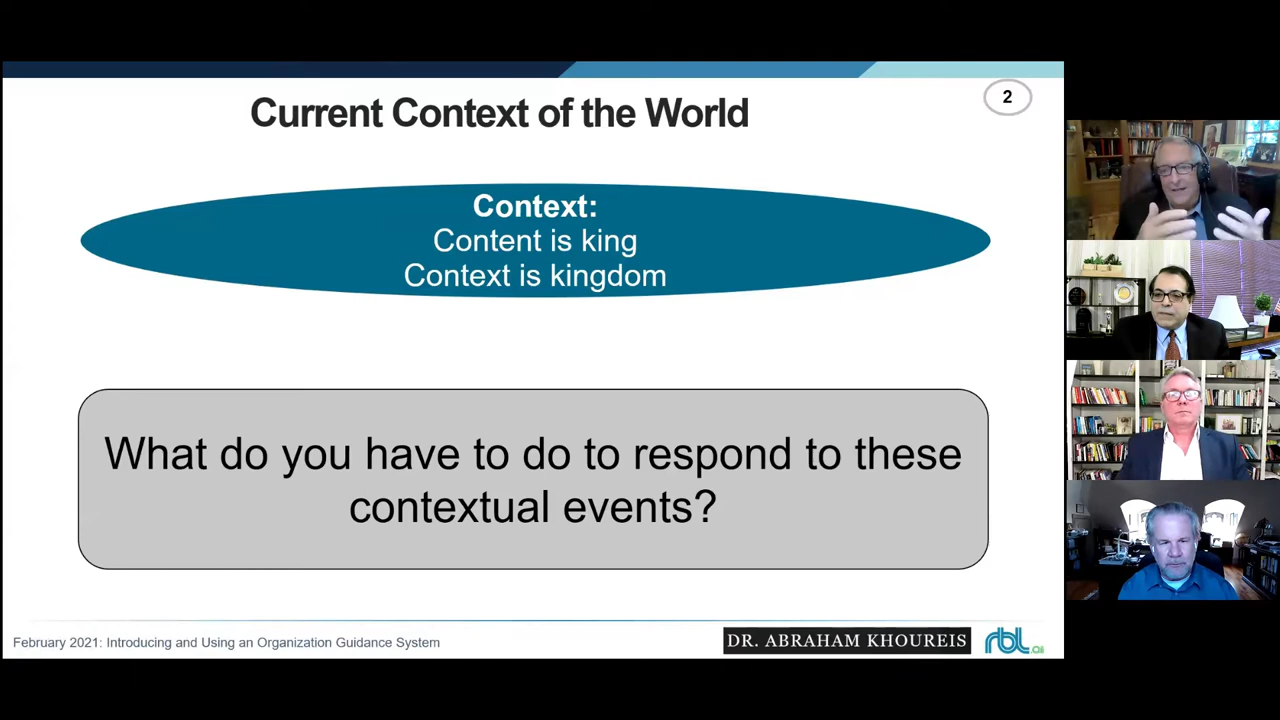 Current Context of the World
2
Context:
Content is king
Context is kingdom
What do you have to do to respond to these
contextual events?
February 2021: Introducing and Using an Organization Guidance System
DR. ABRAHAM KHOUREIS
rbl.ai